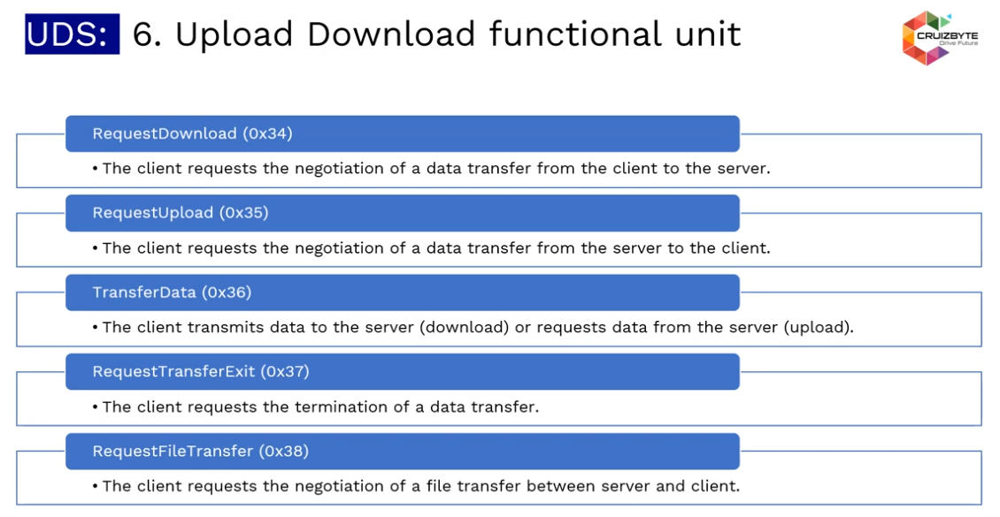 UDS: 6. Upload Download functional unit
CRUIZBYTE
Drive Future
RequestDownload (0x34)
• The client requests the negotiation of a data transfer from the client to the server.
RequestUpload (0x35)
• The client requests the negotiation of a data transfer from the server to the client.
TransferData (0x36)
• The client transmits data to the server (download) or requests data from the server (upload).
RequestTransferExit (0x37)
• The client requests the termination of a data transfer.
RequestFileTransfer (0x38)
• The client requests the negotiation of a file transfer between server and client.